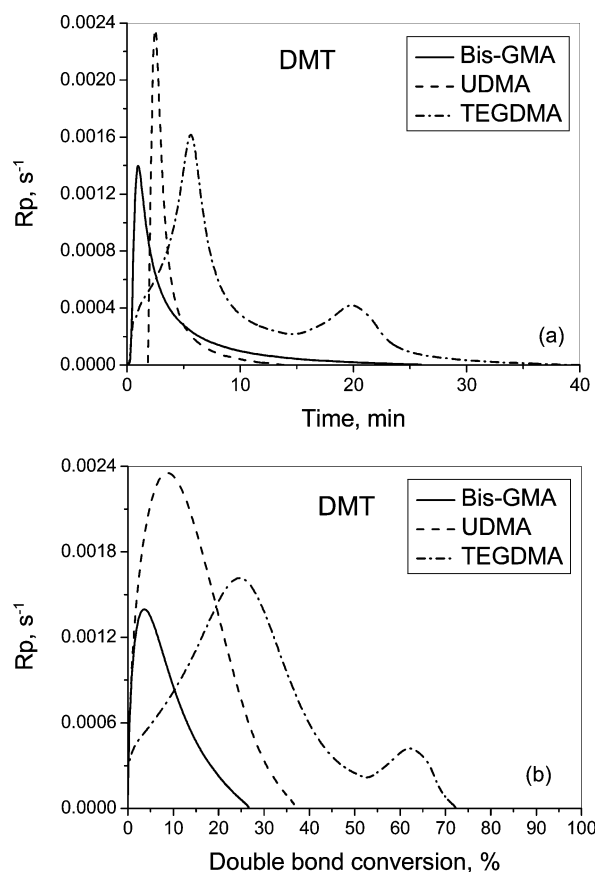 0.0024
0.0020
0.0016
0.0012
0.0008
0.0004
0.0000
Rp, s-1
DMT
Bis-GMA
UDMA
TEGDMA
(a)
0 10 20 30 40
Time, min
0.0024
0.0018
0.0012
0.0006
0.0000
Rp, s-1
DMT
Bis-GMA
UDMA
TEGDMA
(b)
0 10 20 30 40 50 60 70 80 90 100
Double bond conversion, %